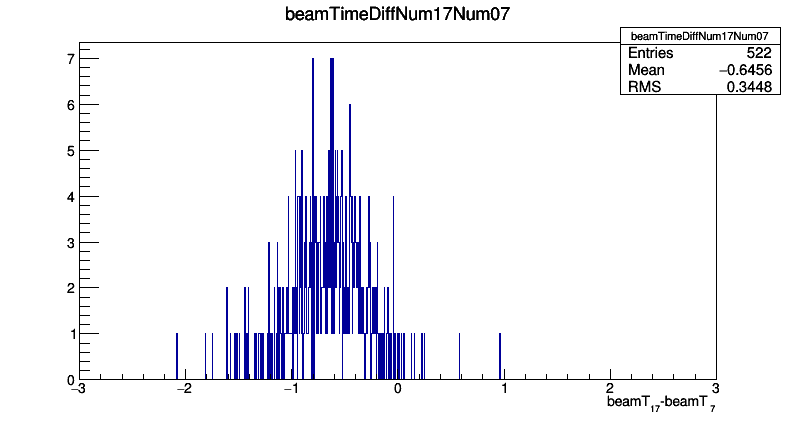 beamTimeDiffNum17Num07
beamTimeDiffNum17Num07
Entries 522
Mean −0.6456
RMS 0.3448
7
6
5
4
3
2
1
0
−3 −2 −1 0 1 2 3
beamT17-beamT7